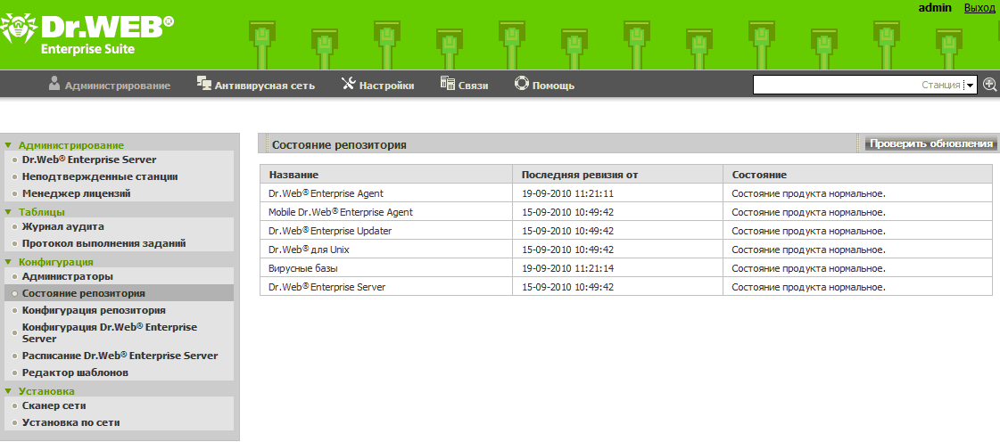 admin Выход
Dr.WEB®
Enterprise Suite
Администрирование Антивирусная сеть Настройки Связи Помощь Станция
Администрирование
Dr.Web® Enterprise Server
Неподтвержденные станции
Менеджер лицензий
Таблицы
Журнал аудита
Протокол выполнения заданий
Конфигурация
Администраторы
Состояние репозитория
Конфигурация репозитория
Конфигурация Dr.Web® Enterprise
Server
Расписание Dr.Web® Enterprise Server
Редактор шаблонов
Установка
Сканер сети
Установка по сети
Состояние репозитория Проверить обновления
Название Последняя ревизия от Состояние
Dr.Web® Enterprise Agent 19-09-2010 11:21:11 Состояние продукта нормальное.
Mobile Dr.Web® Enterprise Agent 15-09-2010 10:49:42 Состояние продукта нормальное.
Dr.Web® Enterprise Updater 15-09-2010 10:49:42 Состояние продукта нормальное.
Dr.Web® для Unix 15-09-2010 10:49:42 Состояние продукта нормальное.
Вирусные базы 19-09-2010 11:21:14 Состояние продукта нормальное.
Dr.Web® Enterprise Server 15-09-2010 10:49:42 Состояние продукта нормальное.